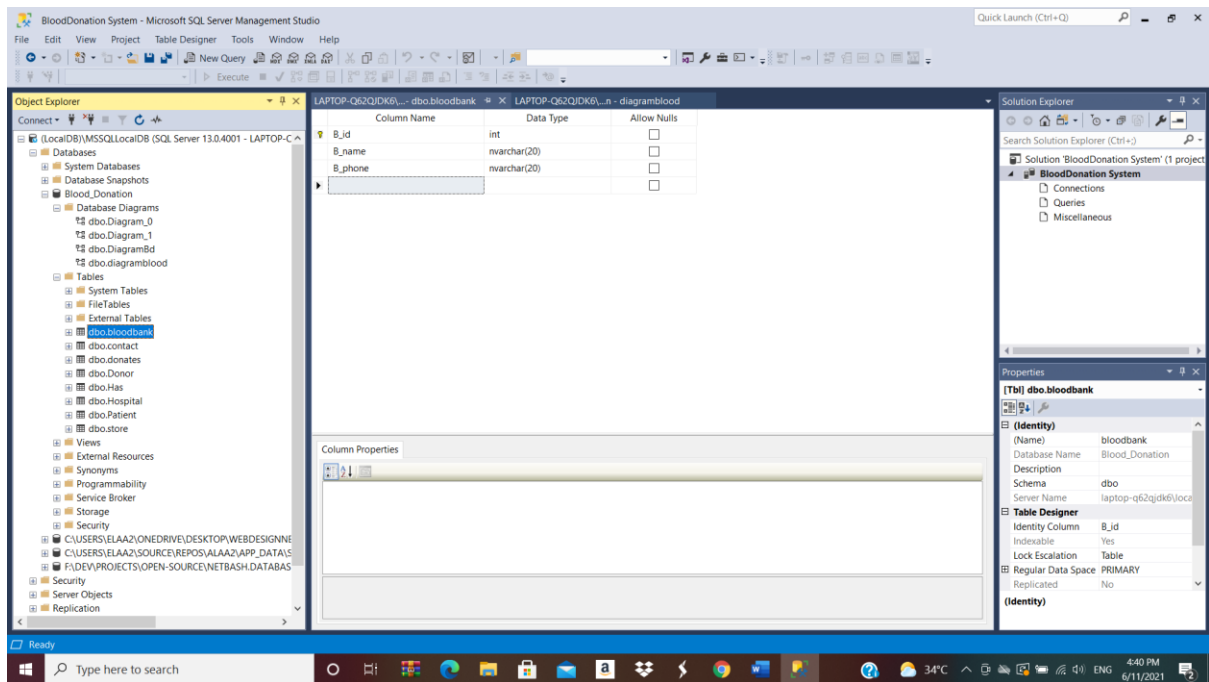 BloodDonation System - Microsoft SQL Server Management Studio
Quick Launch (Ctrl+Q)
File Edit View Project Table Designer Tools Window Help
New Query
Execute
Object Explorer
Connect
(LocalDB)\MSSQLLocalDB (SQL Server 13.0.4001 - LAPTOP-C
Databases
System Databases
Database Snapshots
Blood_Donation
Database Diagrams
dbo.Diagram_0
dbo.Diagram_1
dbo.DiagramBd
dbo.diagramblood
Tables
System Tables
FileTables
External Tables
dbo.bloodbank
dbo.contact
dbo.donates
dbo.Donor
dbo.Has
dbo.Hospital
dbo.Patient
dbo.store
Views
External Resources
Synonyms
Programmability
Service Broker
Storage
Security
C:\USERS\ELAA2\ONEDRIVE\DESKTOP\WEBDESIGNNE
C:\USERS\ELAA2\SOURCE\REPOS\ALAA2\APP_DATA\S
F:\DEV\PROJECTS\OPEN-SOURCE\NETBASH.DATABAS
Security
Server Objects
Replication
LAPTOP-Q62QJDK6\...- dbo.bloodbank LAPTOP-Q62QJDK6\...n - diagramblood
Column Name Data Type Allow Nulls
B_id int
B_name nvarchar(20)
B_phone nvarchar(20)
Column Properties
Solution Explorer
Search Solution Explorer (Ctrl+;)
Solution 'BloodDonation System' (1 project
BloodDonation System
Connections
Queries
Miscellaneous
Properties
[Tbl] dbo.bloodbank
(Identity)
(Name) bloodbank
Database Name Blood_Donation
Description
Schema dbo
Server Name laptop-q62qjdk6\loca
Table Designer
Identity Column B_id
Indexable Yes
Lock Escalation Table
Regular Data Space PRIMARY
Replicated No
(Identity)
Ready
Type here to search
34°C ENG 4:40 PM
6/11/2021